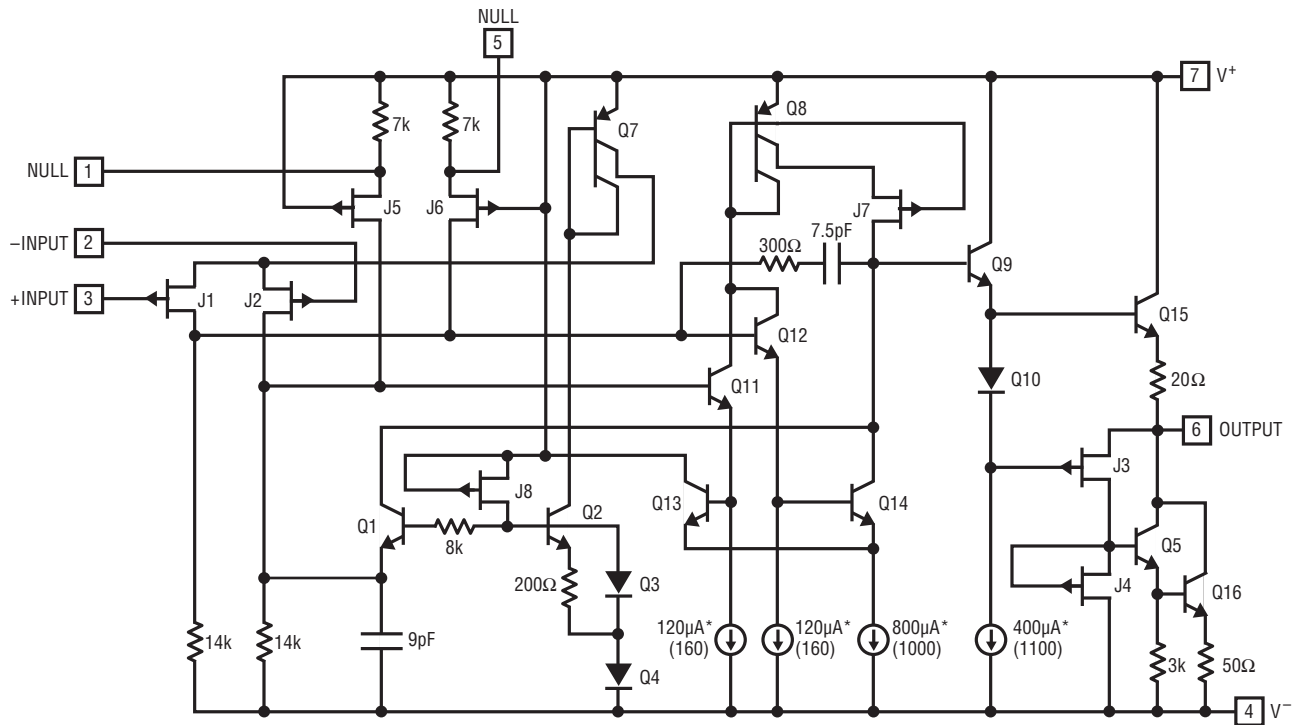 NULL
5
7 V+
Q7
Q8
7k
7k
NULL 1
J5
J6
J7
7.5pF
–INPUT 2
300Ω
Q9
+INPUT 3
J1
J2
Q15
Q12
Q11
Q10
20Ω
6 OUTPUT
J3
J8
Q13
Q14
Q1
8k
Q2
Q5
200Ω
Q3
J4
Q16
14k
14k
9pF
120µA*
(160)
120µA*
(160)
800µA*
(1000)
400µA*
(1100)
3k
50Ω
Q4
4 V–